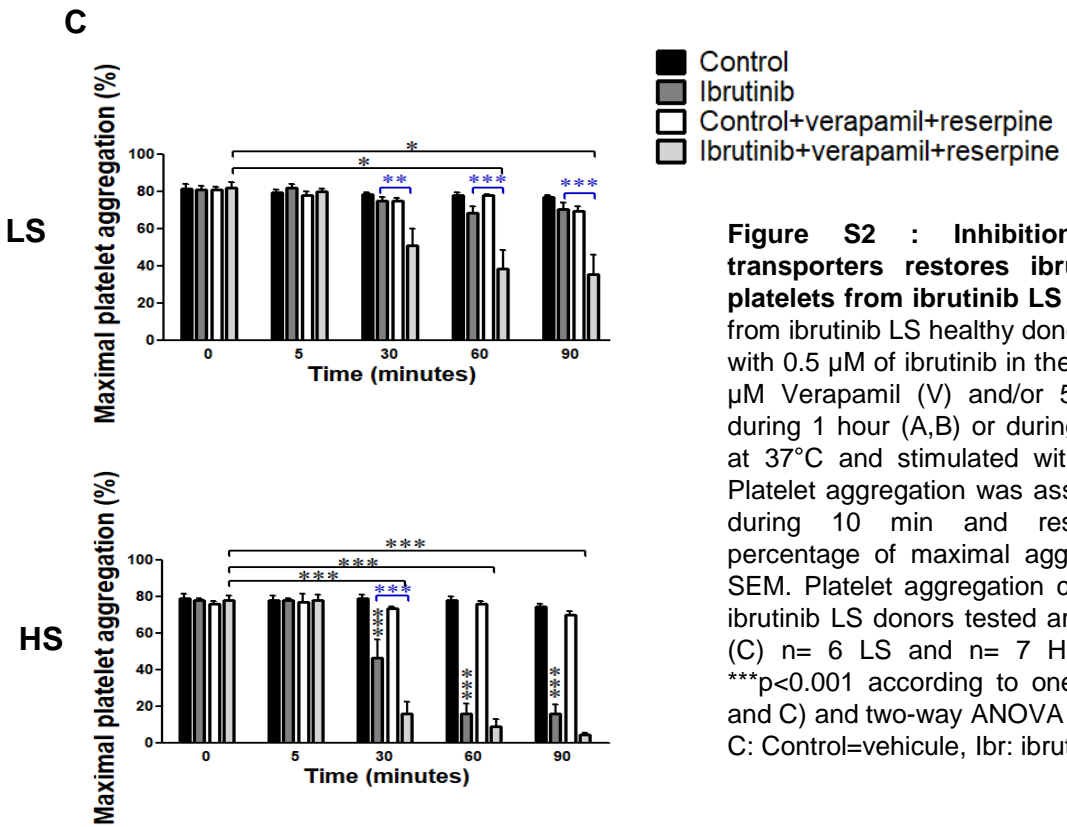 C
Control
Ibrutinib
Control+verapamil+reserpine
Ibrutinib+verapamil+reserpine
LS
Maximal platelet aggregation (%)
100
80
60
40
20
0
*
*
**
***
***
0 5 30 60 90
Time (minutes)
HS
Maximal platelet aggregation (%)
100
80
60
40
20
0
***
***
***
***
***
***
***
0 5 30 60 90
Time (minutes)
Figure S2 : Inhibition
transporters restores ibru
platelets from ibrutinib LS
from ibrutinib LS healthy dono
with 0.5 µM of ibrutinib in the
µM Verapamil (V) and/or 5
during 1 hour (A,B) or during
at 37°C and stimulated wit
Platelet aggregation was ass
during 10 min and res
percentage of maximal aggr
SEM. Platelet aggregation o
ibrutinib LS donors tested ar
(C) n= 6 LS and n= 7 H
***p<0.001 according to one
and C) and two-way ANOVA
C: Control=vehicule, Ibr: ibrut